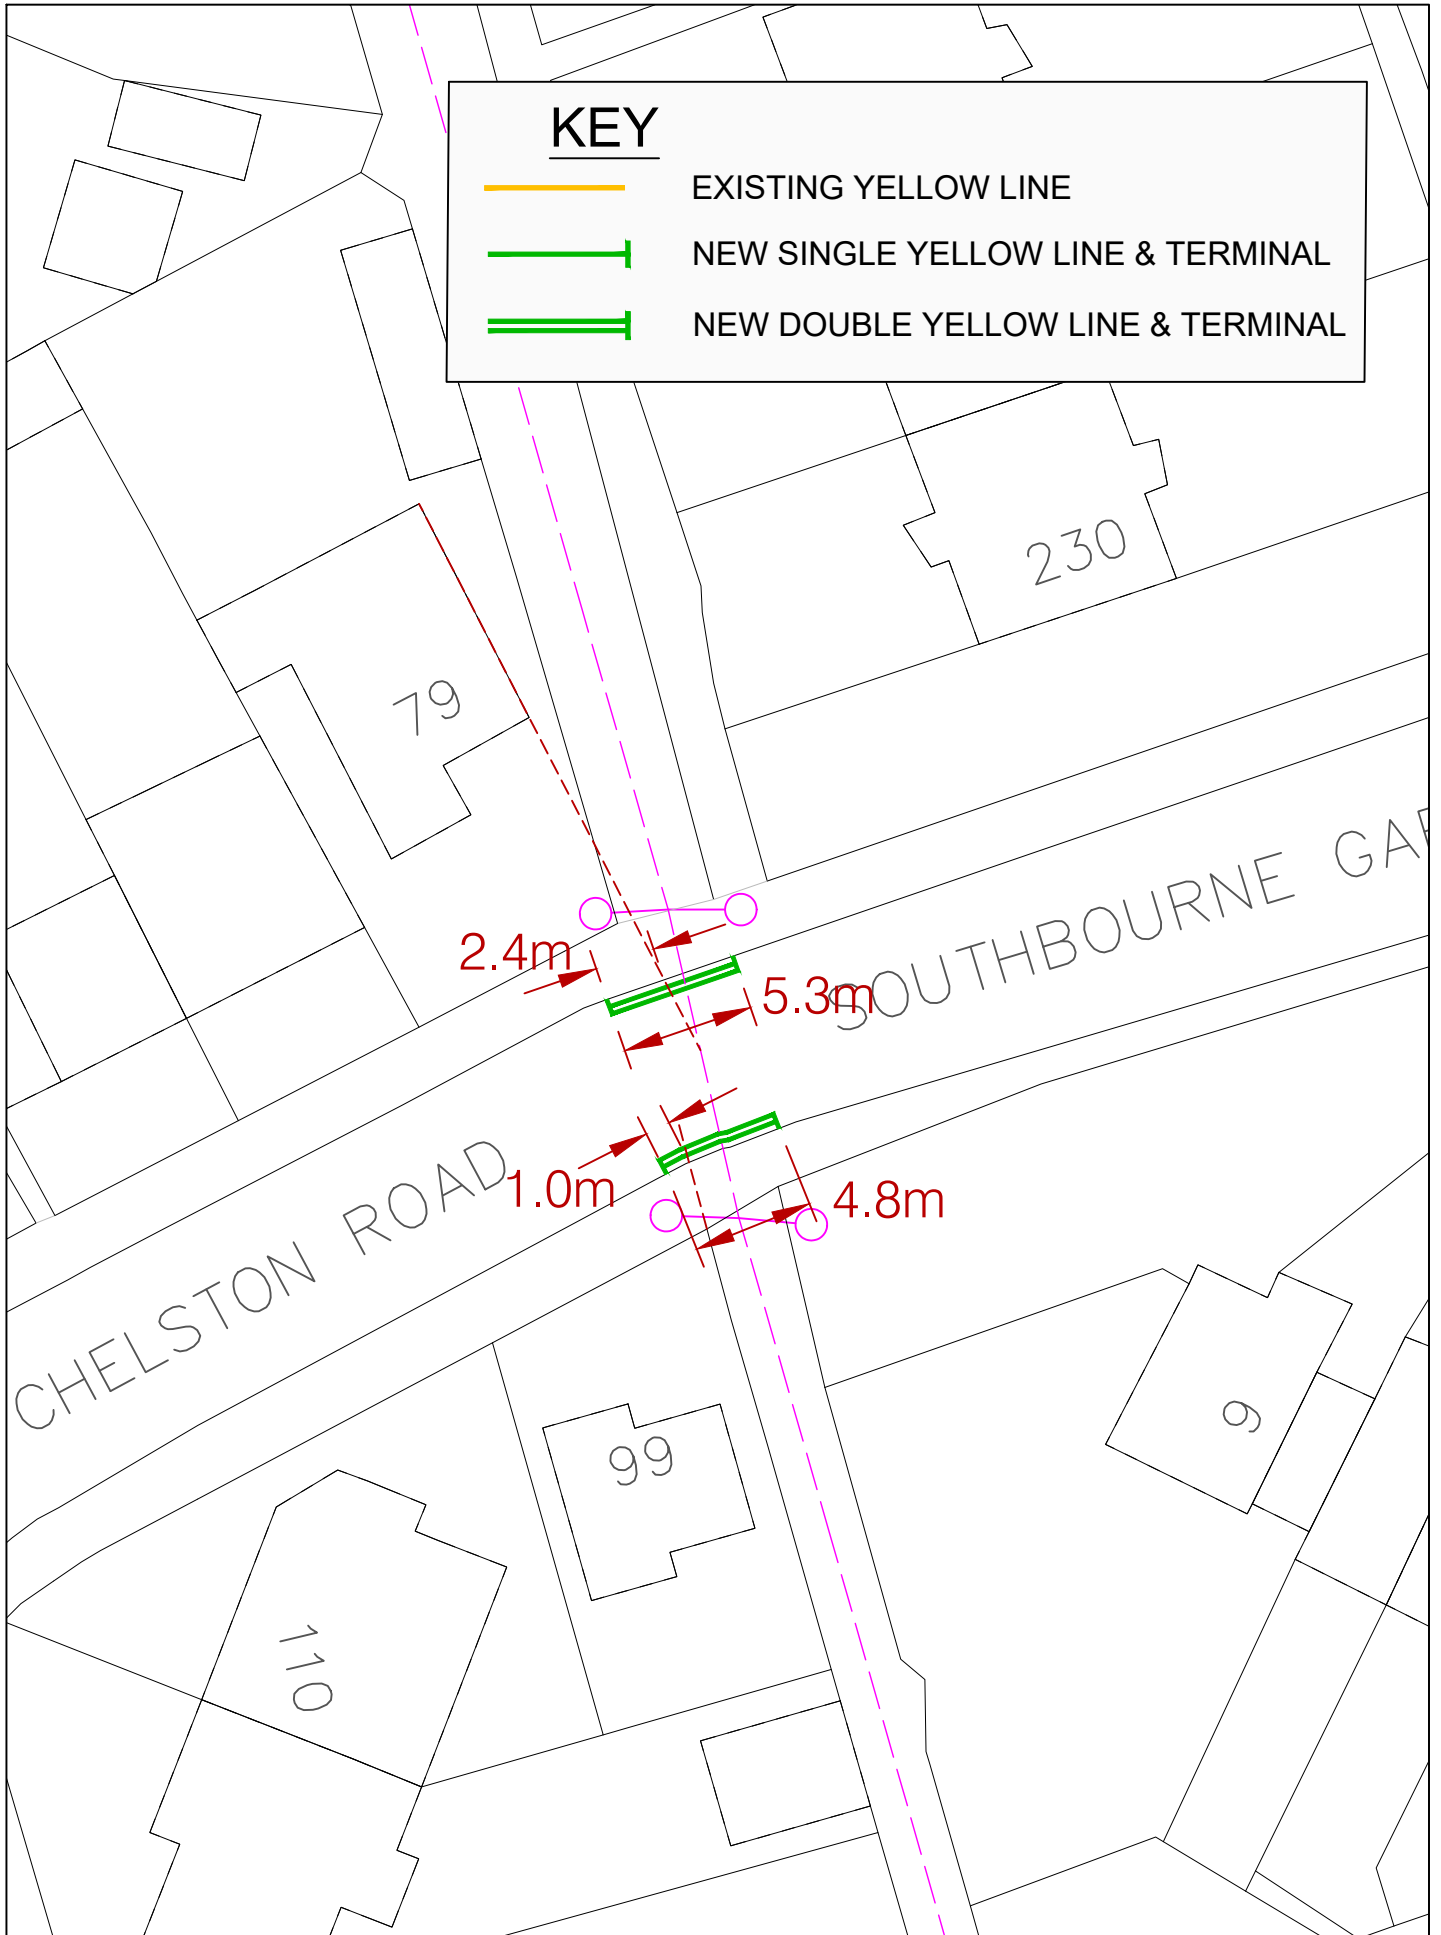 KEY
EXISTING YELLOW LINE
NEW SINGLE YELLOW LINE & TERMINAL
NEW DOUBLE YELLOW LINE & TERMINAL
230
79
SOUTHBOURNE GAR
2.4m
5.3m
1.0m
4.8m
CHELSTON ROAD
99
9
110